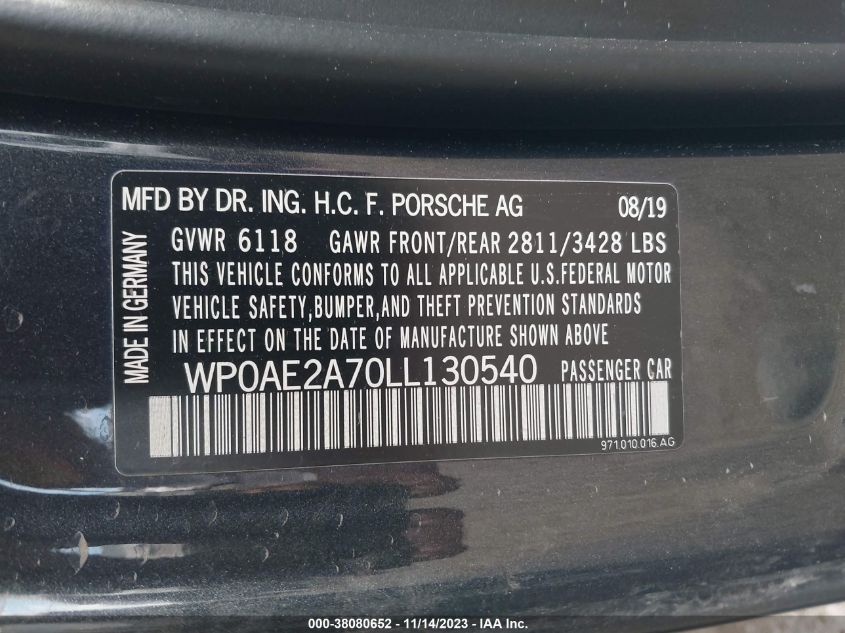 MFD BY DR. ING. H.C. F. PORSCHE AG 08/19
GVWR 6118 GAWR FRONT/REAR 2811/3428 LBS
THIS VEHICLE CONFORMS TO ALL APPLICABLE U.S.FEDERAL MOTOR
VEHICLE SAFETY,BUMPER,AND THEFT PREVENTION STANDARDS
IN EFFECT ON THE DATE OF MANUFACTURE SHOWN ABOVE
MADE IN GERMANY
WP0AE2A70LL130540 PASSENGER CAR
971.010.016.AG
000-38080652 - 11/14/2023 - IAA Inc.